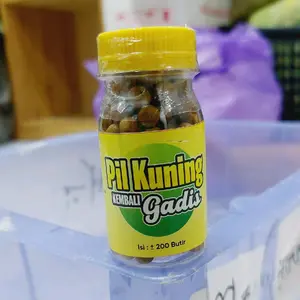 Pil Kuning
KEMBALI Gadis
Isi : ± 200 Butir